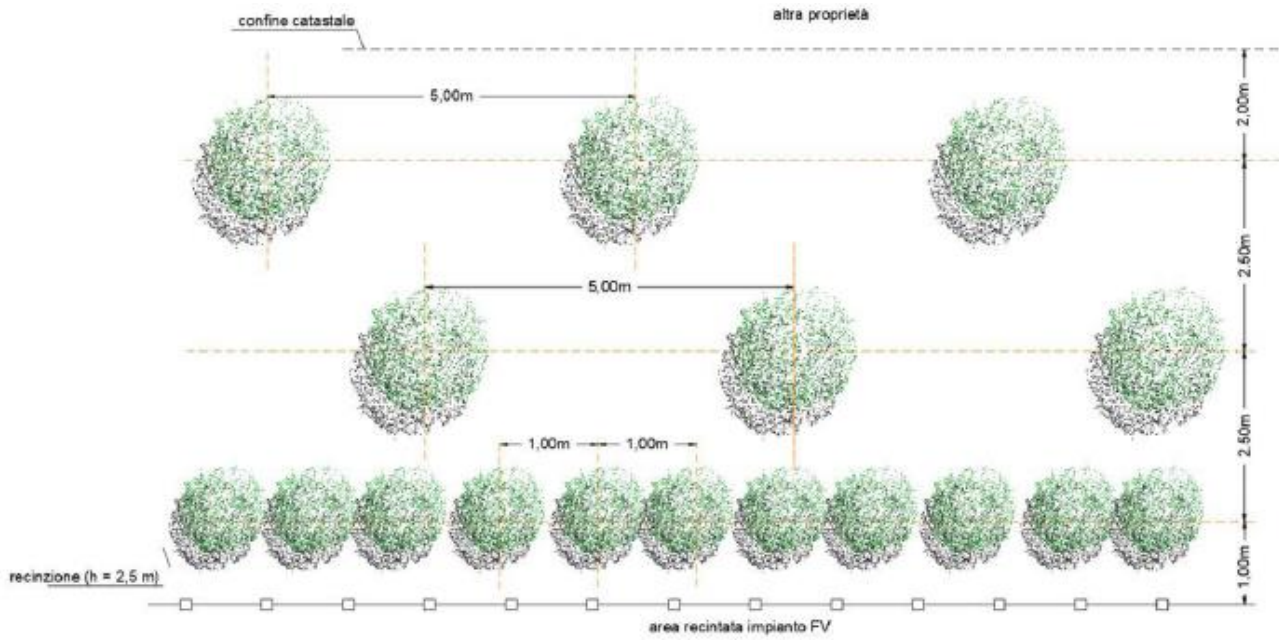 altra proprietà
confine catastale
5,00m
2,00m
5,00m
2.50m
1,00m
1,00m
2.50m
recinzione (h = 2,5 m)
1,00m
area recintata impianto FV